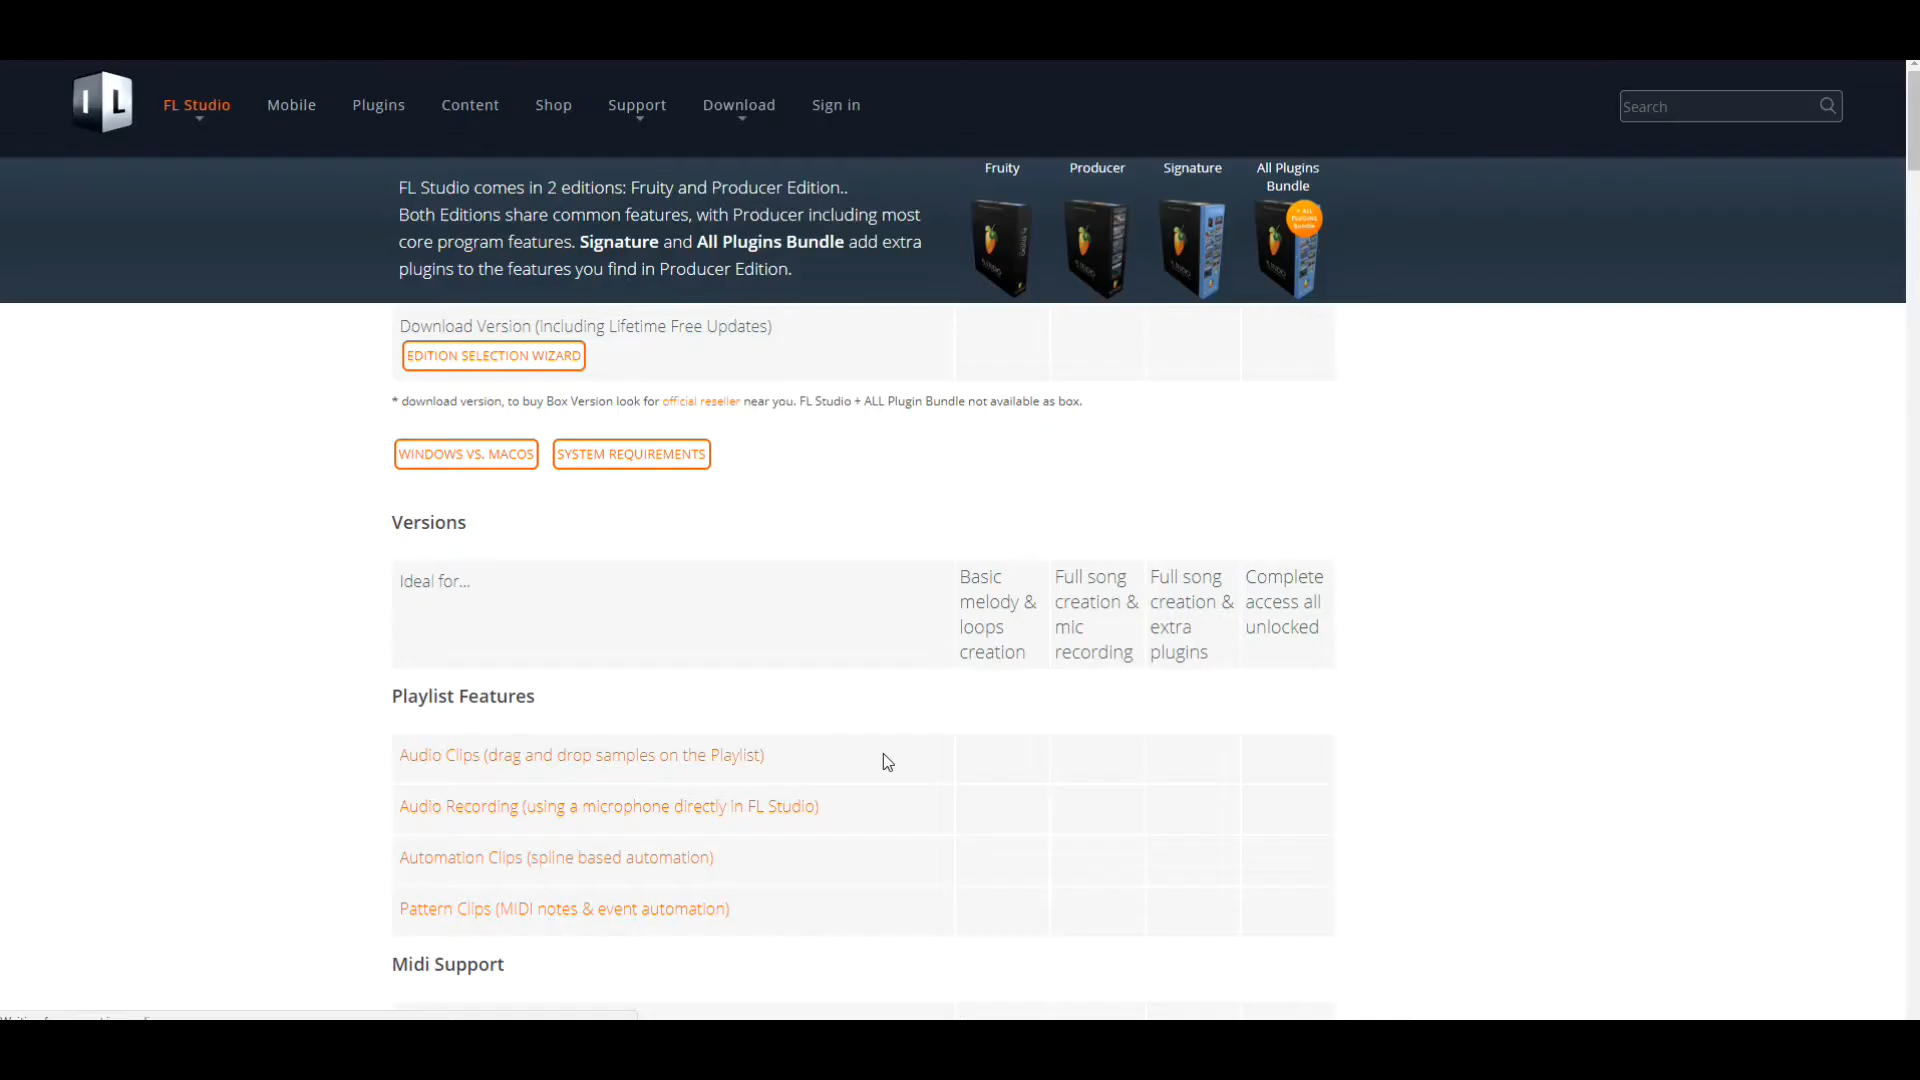 I L
FL Studio
Mobile
Plugins
Content
Shop
Support
Download
Sign in
Search
FL Studio comes in 2 editions: Fruity and Producer Edition..
Both Editions share common features, with Producer including most
core program features. Signature and All Plugins Bundle add extra
plugins to the features you find in Producer Edition.
Fruity
Producer
Signature
All Plugins
Bundle
Download Version (including Lifetime Free Updates)
EDITION SELECTION WIZARD
* download version, to buy Box Version look for official reseller near you. FL Studio + ALL Plugin Bundle not available as box.
WINDOWS VS. MACOS
SYSTEM REQUIREMENTS
Versions
Ideal for...
Basic
melody &
loops
creation
Full song
creation &
mic
recording
Full song
creation &
extra
plugins
Complete
access all
unlocked
Playlist Features
Audio Clips (drag and drop samples on the Playlist)
Audio Recording (using a microphone directly in FL Studio)
Automation Clips (spline based automation)
Pattern Clips (MIDI notes & event automation)
Midi Support